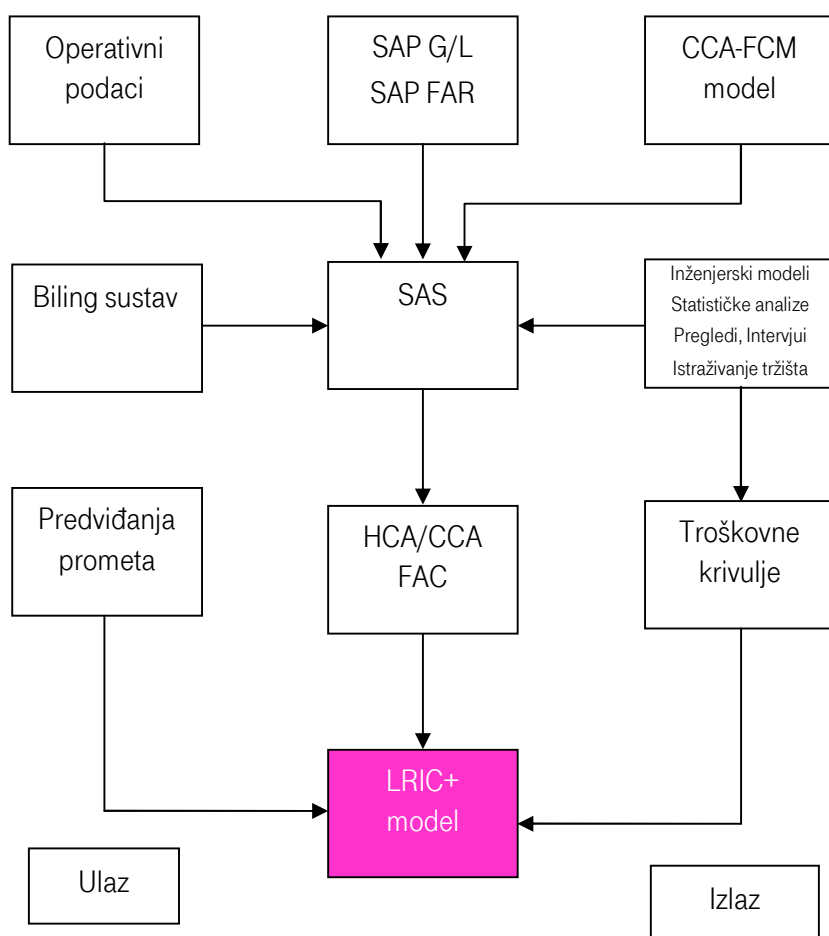 Operativni
podaci
SAP G/L
SAP FAR
CCA-FCM
model
Biling sustav
SAS
Inženjerski modeli
Statističke analize
Pregledi, Intervjui
Istraživanje tržišta
Predviđanja
prometa
HCA/CCA
FAC
Troškovne
krivulje
LRIC+
model
Ulaz
Izlaz